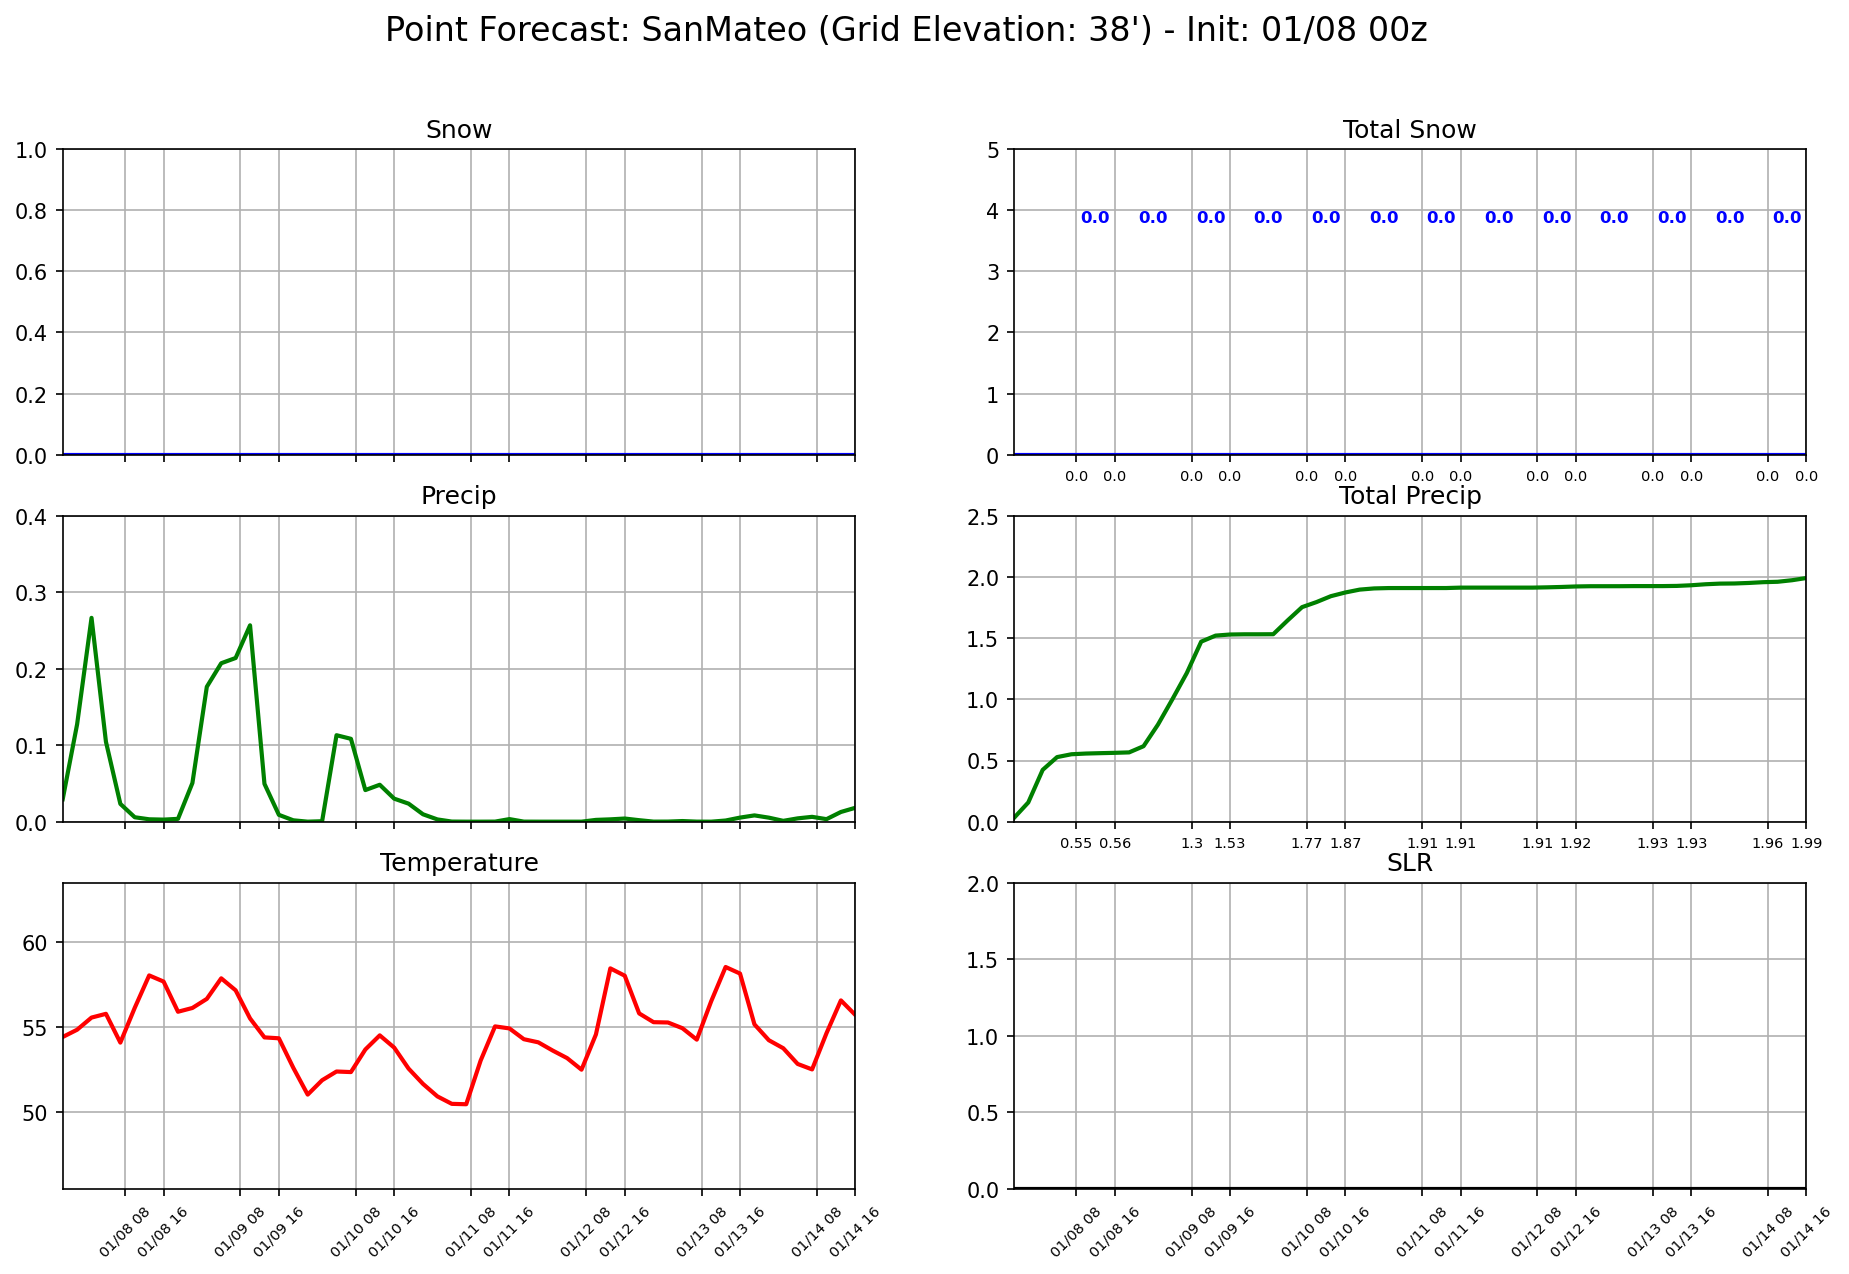 Point Forecast: SanMateo (Grid Elevation: 38') - Init: 01/08 00z
Snow
1.0
0.8
0.6
0.4
0.2
0.0
Total Snow
5
4
3
2
1
0
0.0 0.0 0.0 0.0 0.0 0.0 0.0 0.0 0.0 0.0 0.0 0.0 0.0
0.0 0.0 0.0 0.0 0.0 0.0 0.0 0.0 0.0 0.0 0.0 0.0 0.0 0.0
Precip
0.4
0.3
0.2
0.1
0.0
Total Precip
2.5
2.0
1.5
1.0
0.5
0.0
0.55 0.56 1.3 1.53 1.77 1.87 1.91 1.91 1.91 1.92 1.93 1.93 1.96 1.99
Temperature
60
55
50
01/08 08 01/08 16 01/09 08 01/09 16 01/10 08 01/10 16 01/11 08 01/11 16 01/12 08 01/12 16 01/13 08 01/13 16 01/14 08 01/14 16
SLR
2.0
1.5
1.0
0.5
0.0
01/08 08 01/08 16 01/09 08 01/09 16 01/10 08 01/10 16 01/11 08 01/11 16 01/12 08 01/12 16 01/13 08 01/13 16 01/14 08 01/14 16